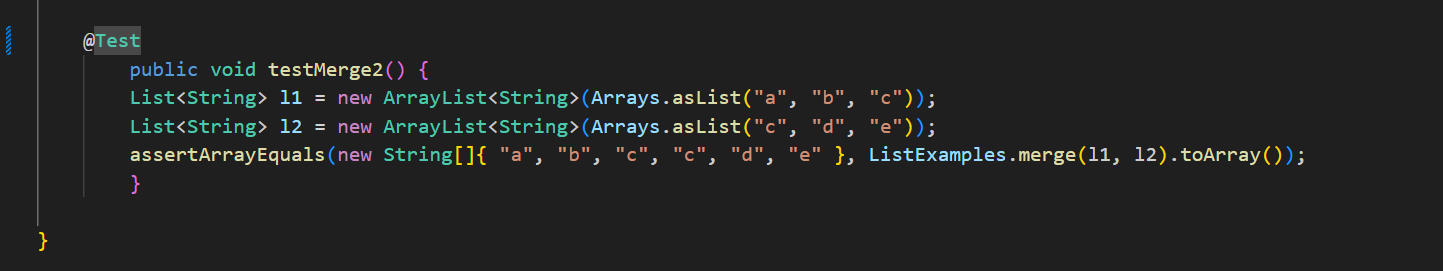 @Test
public void testMerge2() {
List<String> l1 = new ArrayList<String>(Arrays.asList("a", "b", "c"));
List<String> l2 = new ArrayList<String>(Arrays.asList("c", "d", "e"));
assertArrayEquals(new String[]{ "a", "b", "c", "c", "d", "e" }, ListExamples.merge(l1, l2).toArray());
}
}